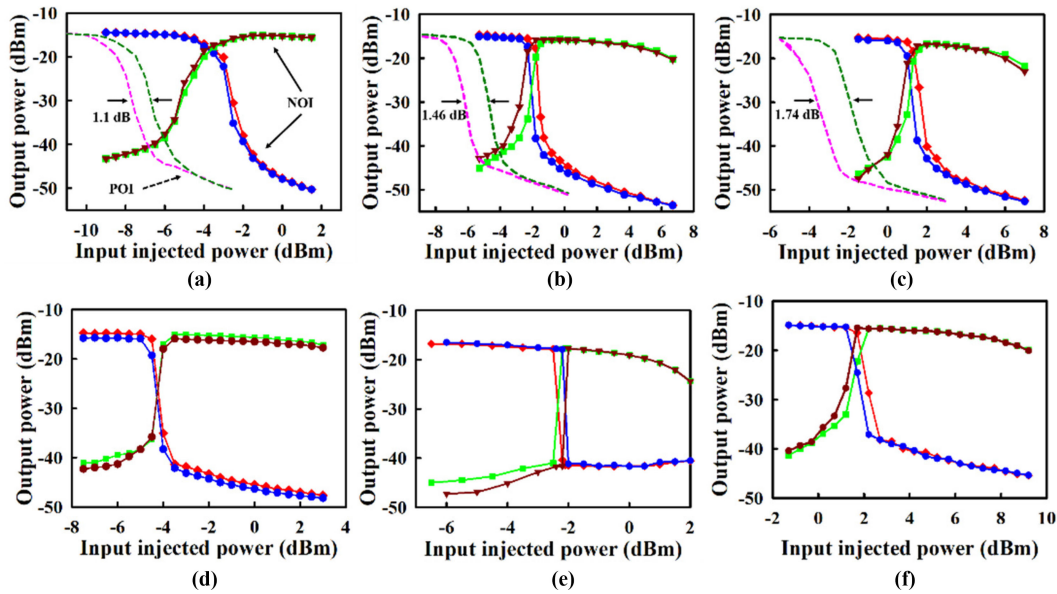 -10
-20
-30
-40
-50
Output power (dBm)
1.1 dB
NOI
POI
-10 -8 -6 -4 -2 0 2
Input injected power (dBm)
(a)
-10
-20
-30
-40
-50
Output power (dBm)
1.46 dB
-8 -6 -4 -2 0 2 4 6 8
Input injected power (dBm)
(b)
-10
-20
-30
-40
-50
Output power (dBm)
1.74 dB
-6 -4 -2 0 2 4 6 8
Input injected power (dBm)
(c)
-10
-20
-30
-40
-50
Output power (dBm)
-8 -6 -4 -2 0 2 4
Input injected power (dBm)
(d)
-10
-20
-30
-40
-50
Output power (dBm)
-6 -4 -2 0 2
Input injected power (dBm)
(e)
-10
-20
-30
-40
-50
Output power (dBm)
-2 0 2 4 6 8 10
Input injected power (dBm)
(f)